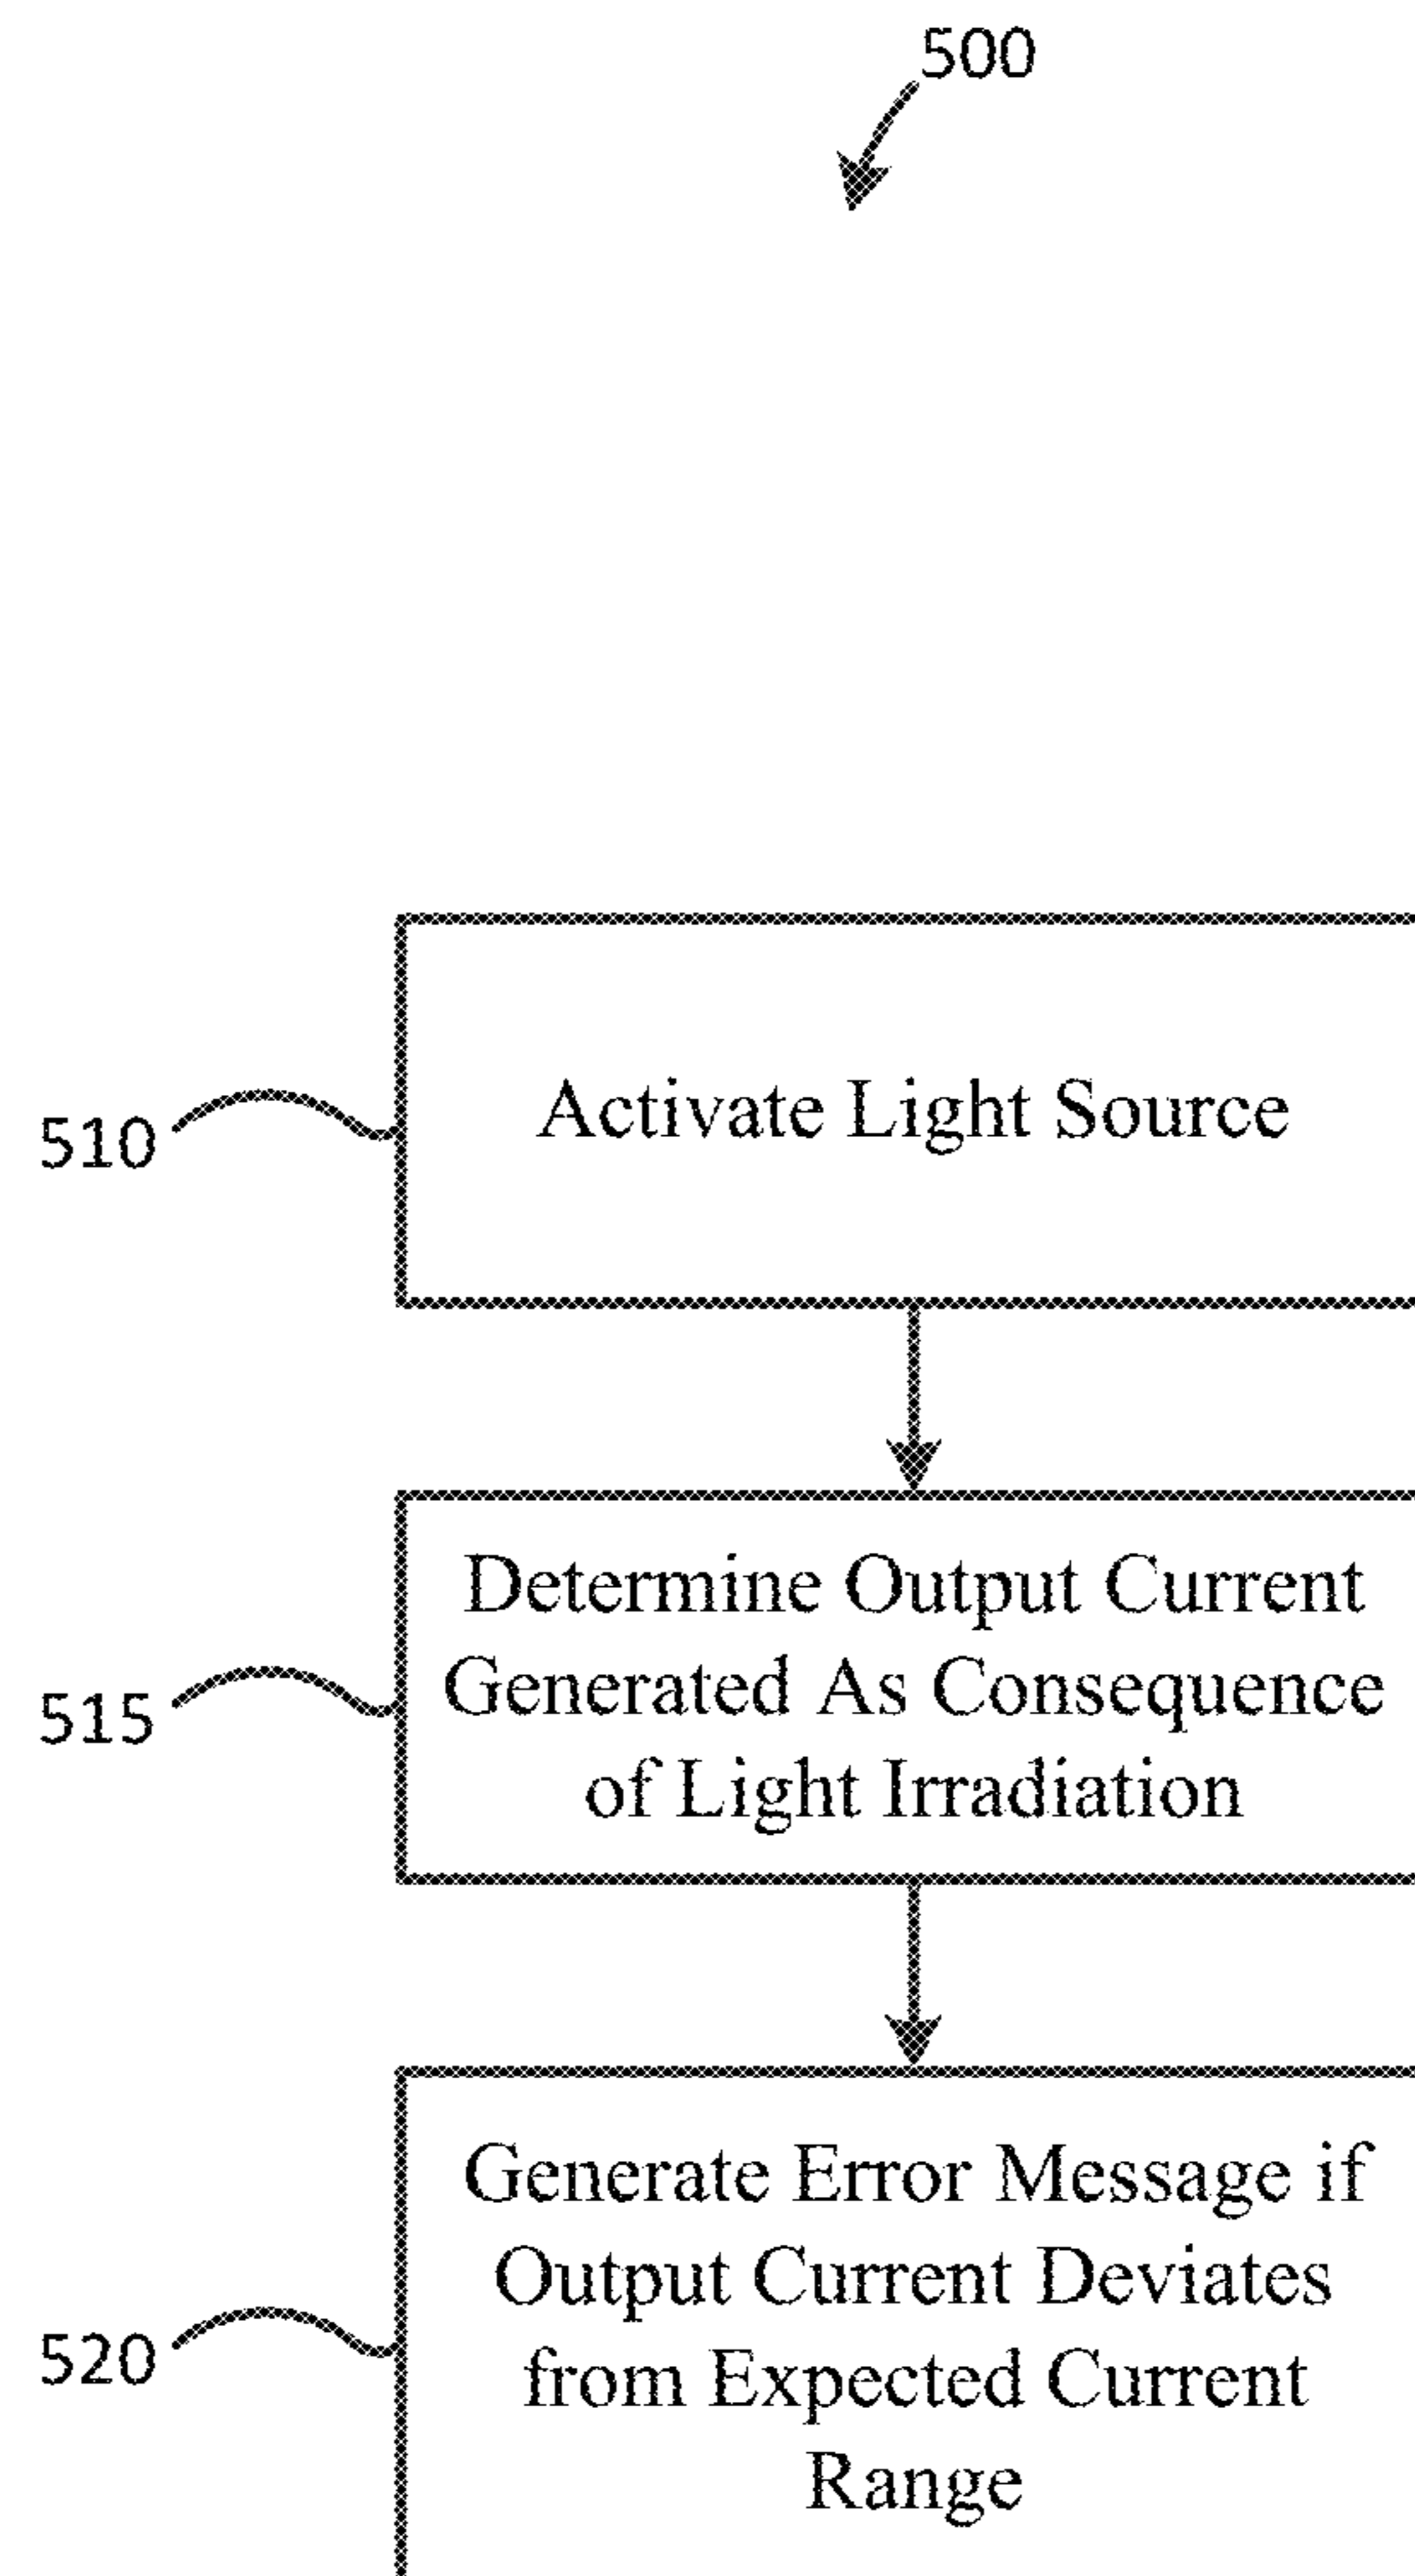 500
510
Activate Light Source
515
Determine Output Current
Generated As Consequence
of Light Irradiation
520
Generate Error Message if
Output Current Deviates
from Expected Current
Range